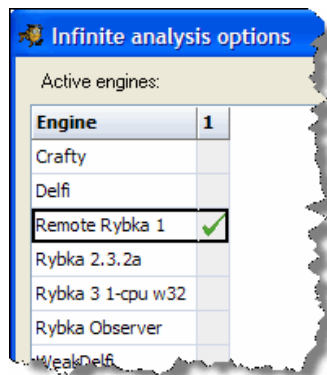 Infinite analysis options
Active engines:
Engine 1
Crafty
Delfi
Remote Rybka 1
Rybka 2.3.2a
Rybka 3 1-cpu w32
Rybka Observer
WeakDelfi